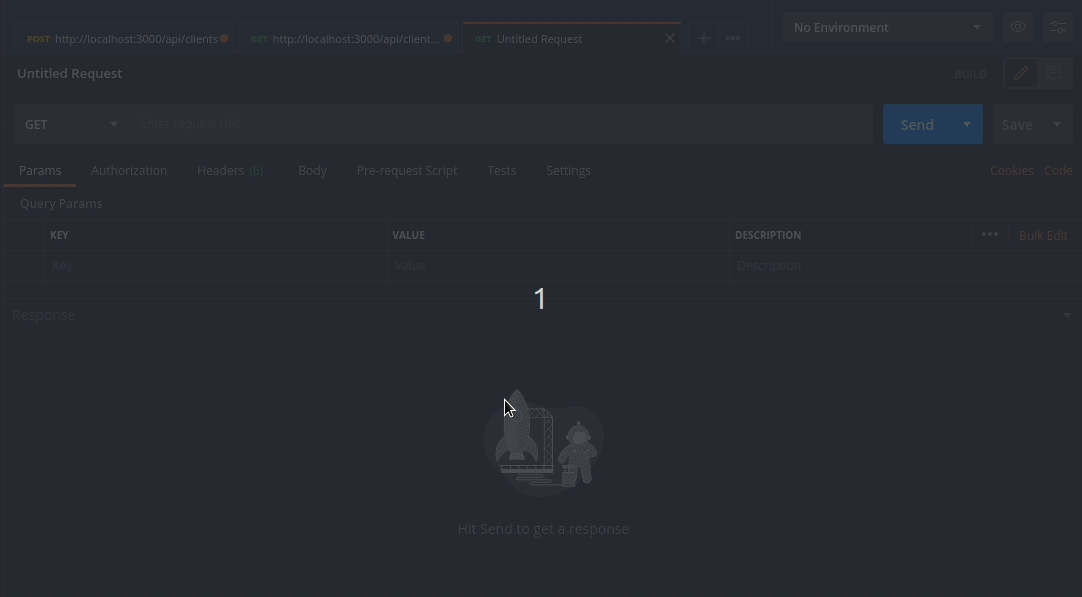 POST http://localhost:3000/api/clients GET http://localhost:3000/api/client... GET Untitled Request No Environment
Untitled Request BUILD
GET Enter request URL Send Save
Params Authorization Headers (6) Body Pre-request Script Tests Settings Cookies Code
Query Params
KEY VALUE DESCRIPTION Bulk Edit
Key Value Description
1
Response
Hit Send to get a response